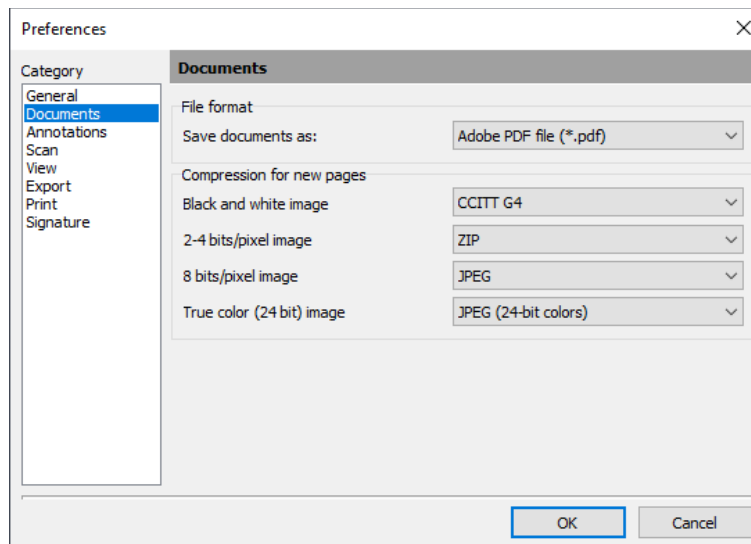 Preferences
Category
General
Documents
Annotations
Scan
View
Export
Print
Signature
Documents
File format
Save documents as: Adobe PDF file (*.pdf)
Compression for new pages
Black and white image CCITT G4
2-4 bits/pixel image ZIP
8 bits/pixel image JPEG
True color (24 bit) image JPEG (24-bit colors)
OK Cancel